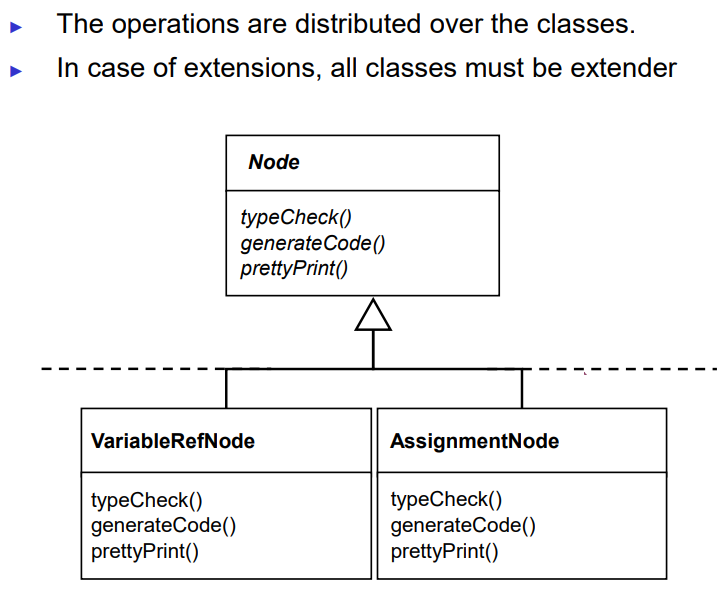 The operations are distributed over the classes.
In case of extensions, all classes must be extender
Node
typeCheck()
generateCode()
prettyPrint()
VariableRefNode
typeCheck()
generateCode()
prettyPrint()
AssignmentNode
typeCheck()
generateCode()
prettyPrint()